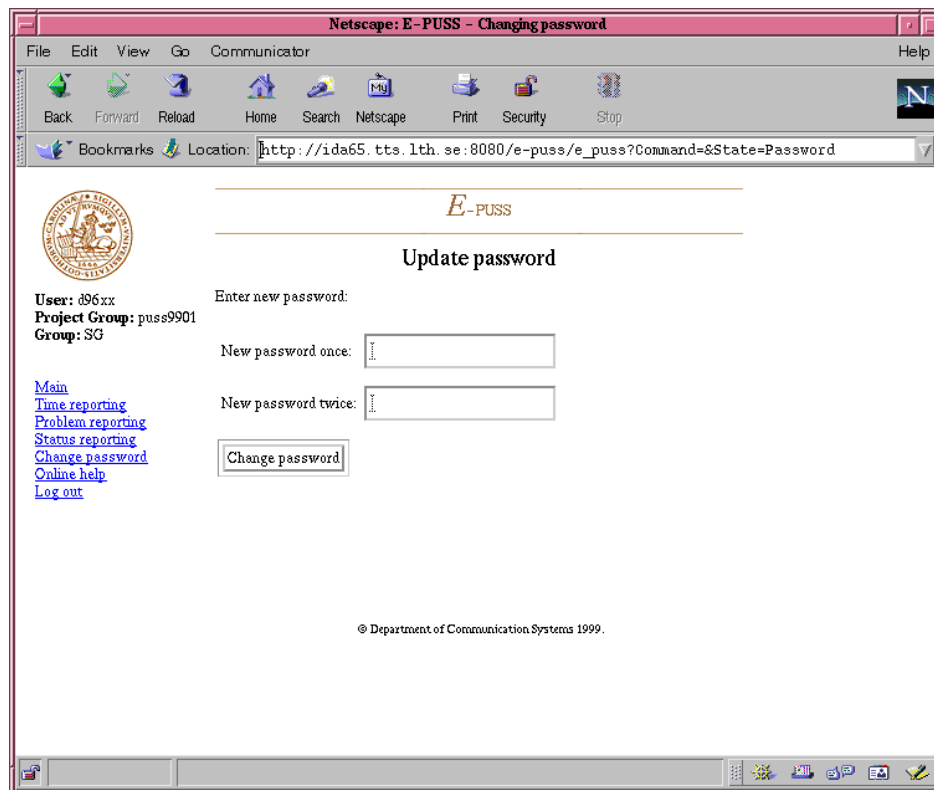 Netscape: E-PUSS - Changing password
File Edit View Go Communicator Help
My N
Back Forward Reload Home Search Netscape Print Security Stop
Bookmarks Location: http://ida65.tts.lth.se:8080/e-puss/e_puss?Command=&State=Password
E-PUSS
Update password
User: d96xx
Project Group: puss9901
Group: SG
Enter new password:
New password once:
New password twice:
Change password
Main
Time reporting
Problem reporting
Status reporting
Change password
Online help
Log out
© Department of Communication Systems 1999.